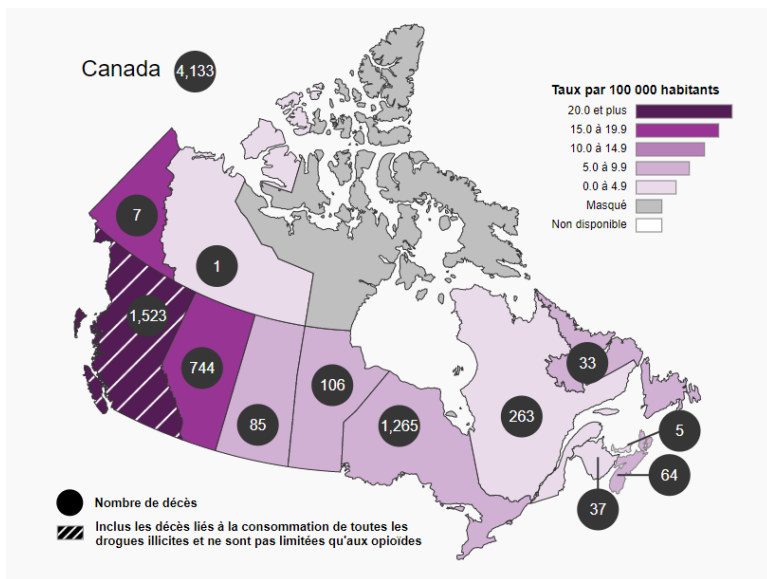 Canada 4,133
Taux par 100 000 habitants
20.0 et plus
15.0 à 19.9
10.0 à 14.9
5.0 à 9.9
0.0 à 4.9
Masqué
Non disponible
7
1
1,523
744
85
106
1,265
263
33
5
64
37
Nombre de décès
Inclus les décès liés à la consommation de toutes les
drogues illicites et ne sont pas limitées qu'aux opioïdes